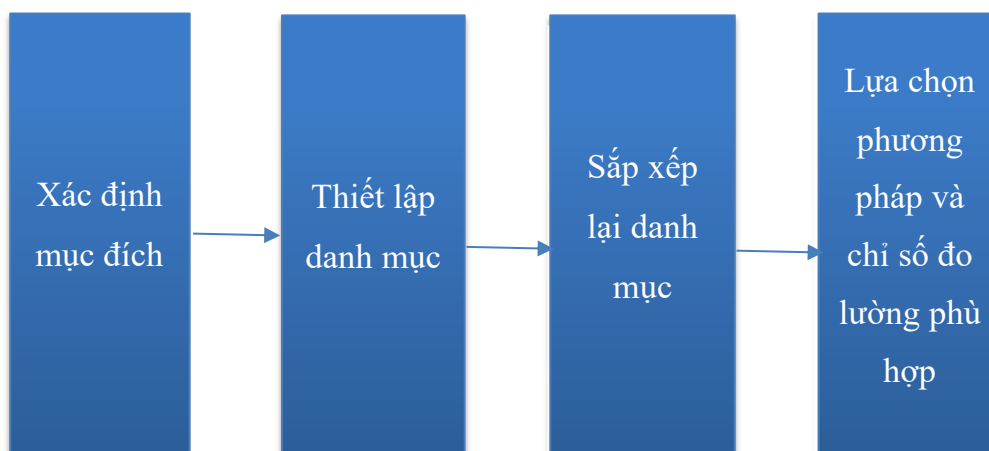 Xác định
mục đích
Thiết lập
danh mục
Sắp xếp
lại danh
mục
Lựa chọn
phương
pháp và
chỉ số đo
lường phù
hợp